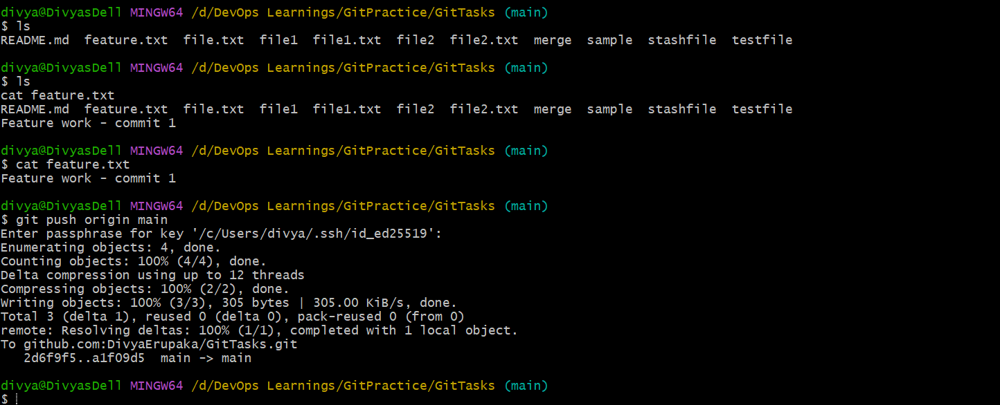 divya@DivyasDell MINGW64 /d/DevOps Learnings/GitPractice/GitTasks (main)
$ ls
README.md  feature.txt  file.txt  file1  file1.txt  file2  file2.txt  merge  sample  stashfile  testfile

divya@DivyasDell MINGW64 /d/DevOps Learnings/GitPractice/GitTasks (main)
$ ls
cat feature.txt
README.md  feature.txt  file.txt  file1  file1.txt  file2  file2.txt  merge  sample  stashfile  testfile
Feature work - commit 1

divya@DivyasDell MINGW64 /d/DevOps Learnings/GitPractice/GitTasks (main)
$ cat feature.txt
Feature work - commit 1

divya@DivyasDell MINGW64 /d/DevOps Learnings/GitPractice/GitTasks (main)
$ git push origin main
Enter passphrase for key '/c/Users/divya/.ssh/id_ed25519':
Enumerating objects: 4, done.
Counting objects: 100% (4/4), done.
Delta compression using up to 12 threads
Compressing objects: 100% (2/2), done.
Writing objects: 100% (3/3), 305 bytes | 305.00 KiB/s, done.
Total 3 (delta 1), reused 0 (delta 0), pack-reused 0 (from 0)
remote: Resolving deltas: 100% (1/1), completed with 1 local object.
To github.com:DivyaErupaka/GitTasks.git
   2d6f9f5..a1f09d5  main -> main

divya@DivyasDell MINGW64 /d/DevOps Learnings/GitPractice/GitTasks (main)
$